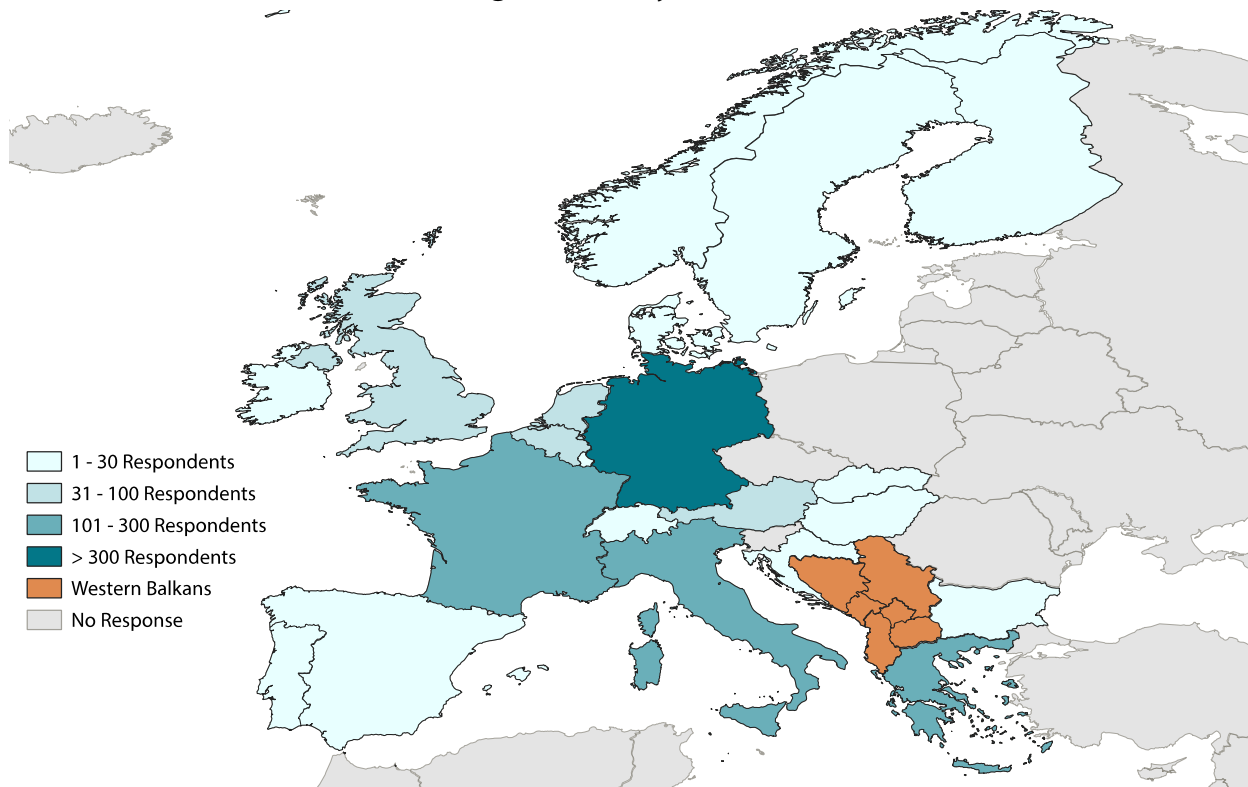 1 - 30 Respondents
31 - 100 Respondents
101 - 300 Respondents
> 300 Respondents
Western Balkans
No Response